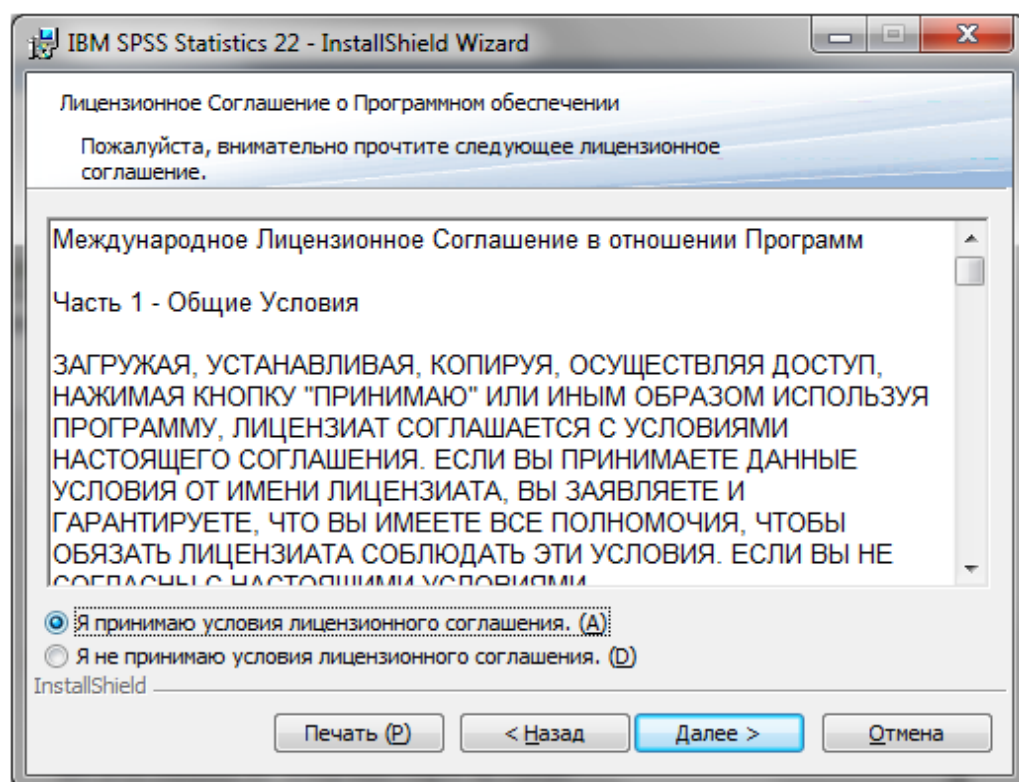 IBM SPSS Statistics 22 - InstallShield Wizard
Лицензионное Соглашение о Программном обеспечении
Пожалуйста, внимательно прочтите следующее лицензионное
соглашение.
Международное Лицензионное Соглашение в отношении Программ
Часть 1 - Общие Условия
ЗАГРУЖАЯ, УСТАНАВЛИВАЯ, КОПИРУЯ, ОСУЩЕСТВЛЯЯ ДОСТУП,
НАЖИМАЯ КНОПКУ "ПРИНИМАЮ" ИЛИ ИНЫМ ОБРАЗОМ ИСПОЛЬЗУЯ
ПРОГРАММУ, ЛИЦЕНЗИАТ СОГЛАШАЕТСЯ С УСЛОВИЯМИ
НАСТОЯЩЕГО СОГЛАШЕНИЯ. ЕСЛИ ВЫ ПРИНИМАЕТЕ ДАННЫЕ
УСЛОВИЯ ОТ ИМЕНИ ЛИЦЕНЗИАТА, ВЫ ЗАЯВЛЯЕТЕ И
ГАРАНТИРУЕТЕ, ЧТО ВЫ ИМЕЕТЕ ВСЕ ПОЛНОМОЧИЯ, ЧТОБЫ
ОБЯЗАТЬ ЛИЦЕНЗИАТА СОБЛЮДАТЬ ЭТИ УСЛОВИЯ. ЕСЛИ ВЫ НЕ
СОГЛАСНЫ С НАСТОЯЩИМИ УСЛОВИЯМИ
Я принимаю условия лицензионного соглашения. (A)
Я не принимаю условия лицензионного соглашения. (D)
InstallShield
Печать (P) < Назад Далее > Отмена